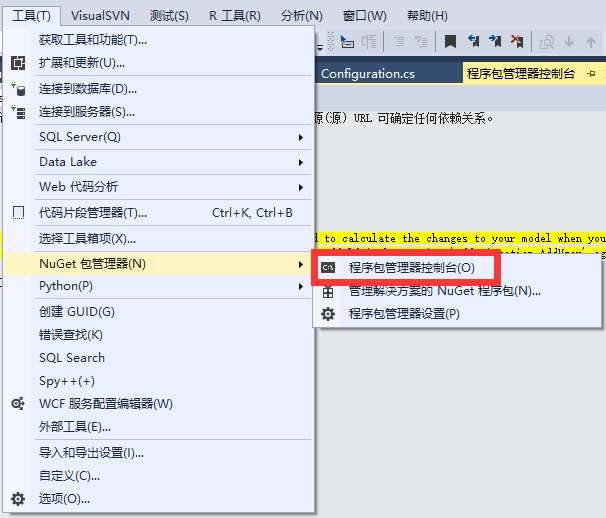 工具(T) VisualSVN 测试(S) R 工具(R) 分析(N) 窗口(W) 帮助(H)
获取工具和功能(T)...
扩展和更新(U)...
Configuration.cs 程序包管理器控制台
连接到数据库(D)...
连接到服务器(S)...
源(源) URL 可确定任何依赖关系。
SQL Server(Q)
Data Lake
Web 代码分析
代码片段管理器(T)... Ctrl+K, Ctrl+B
选择工具箱项(X)...
d to calculate the changes to your model when you
NuGet 包管理器(N)
程序包管理器控制台(O)
Python(P)
管理解决方案的 NuGet 程序包(N)...
创建 GUID(G)
程序包管理器设置(P)
错误查找(K)
SQL Search
Spy++(+)
WCF 服务配置编辑器(W)
外部工具(E)...
导入和导出设置(I)...
自定义(C)...
选项(O)...